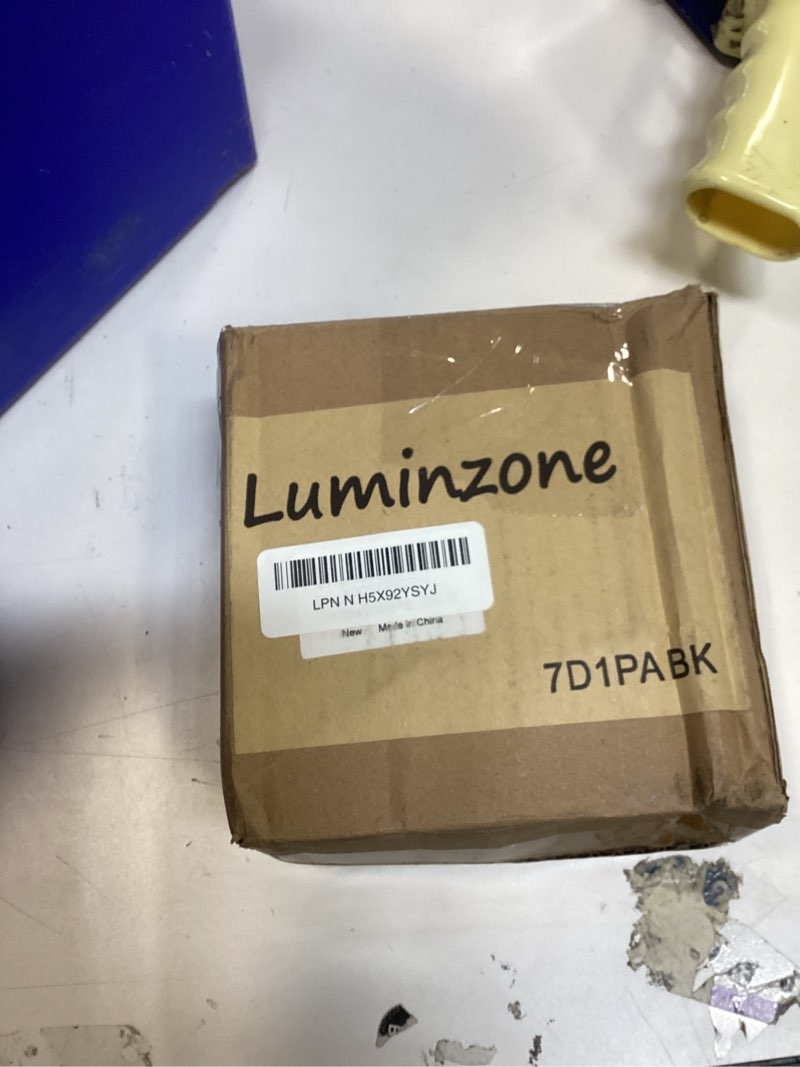 Luminzone
LPN N H5X92YSYJ
New Made in China
7D1PABK